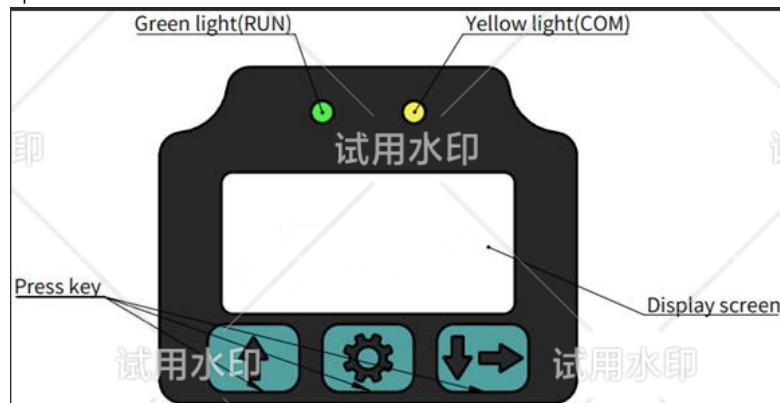 Green light(RUN)
Yellow light(COM)
试用水印
印
Press key
Display screen
试用水印
试用水印